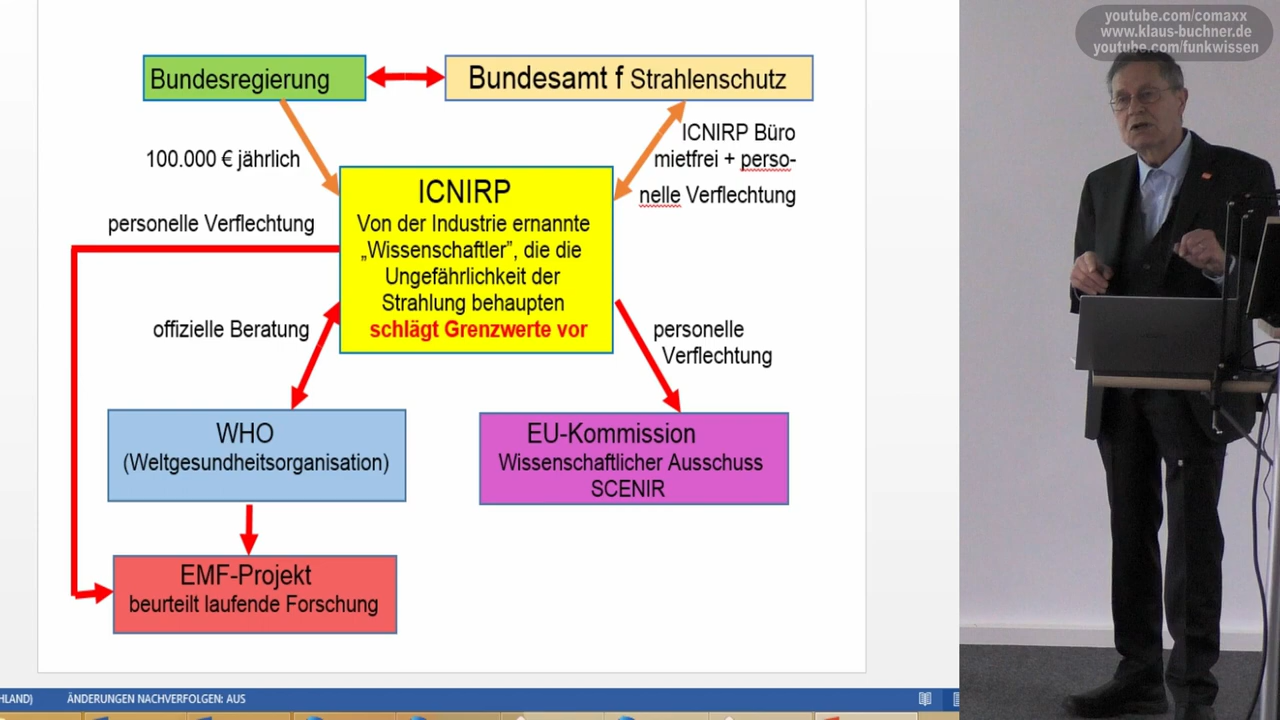 youtube.com/comaxx
www.klaus-buchner.de
youtube.com/funkwissen
Bundesregierung
Bundesamt f Strahlenschutz
100.000 € jährlich
ICNIRP Büro
mietfrei + perso-
nelle Verflechtung
personelle Verflechtung
ICNIRP
Von der Industrie ernannte
„Wissenschaftler”, die die
Ungefährlichkeit der
Strahlung behaupten
schlägt Grenzwerte vor
offizielle Beratung
personelle
Verflechtung
WHO
(Weltgesundheitsorganisation)
EU-Kommission
Wissenschaftlicher Ausschuss
SCENIR
EMF-Projekt
beurteilt laufende Forschung
HLAND)
ÄNDERUNGEN NACHVERFOLGEN: AUS